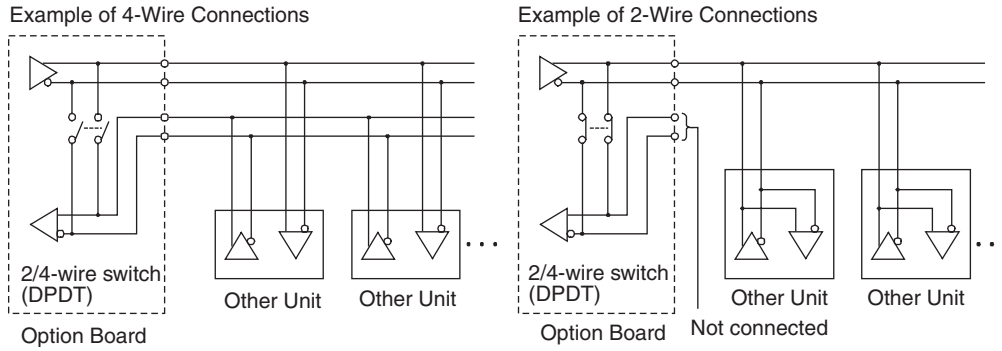 Example of 4-Wire Connections
2/4-wire switch
(DPDT)
Option Board
Other Unit
Other Unit
Example of 2-Wire Connections
2/4-wire switch
(DPDT)
Option Board
Not connected
Other Unit
Other Unit